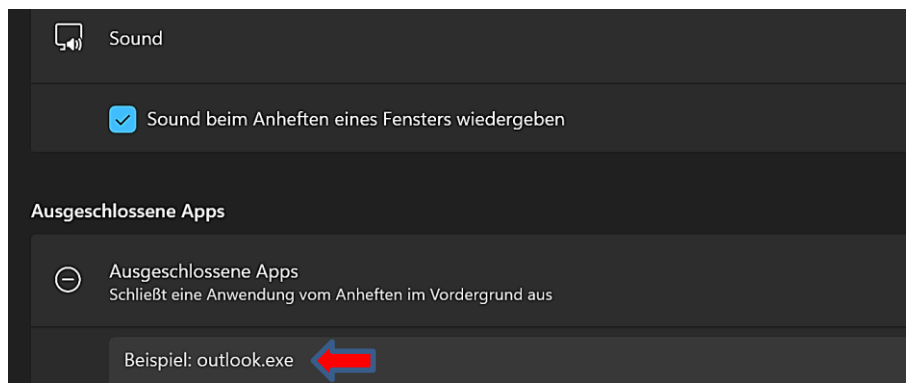 Sound
Sound beim Anheften eines Fensters wiedergeben
Ausgeschlossene Apps
Ausgeschlossene Apps
Schließt eine Anwendung vom Anheften im Vordergrund aus
Beispiel: outlook.exe